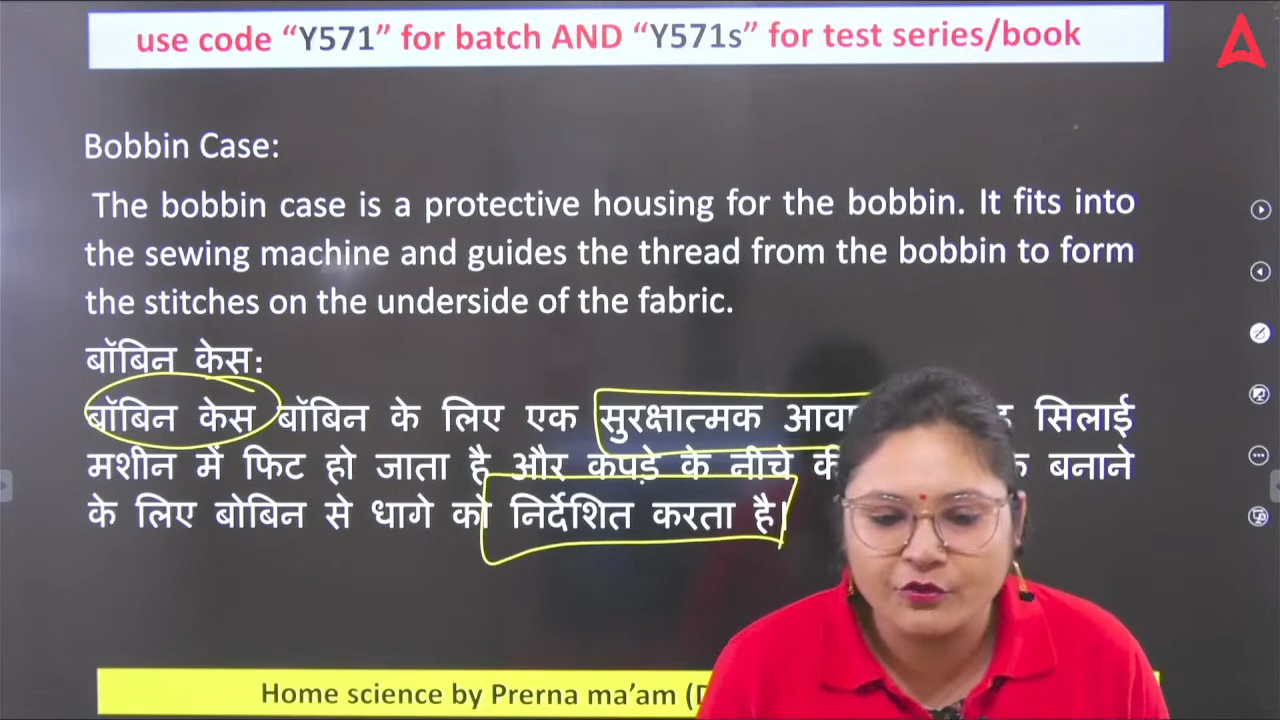 use code “Y571” for batch AND “Y571s” for test series/book
Bobbin Case:
The bobbin case is a protective housing for the bobbin. It fits into
the sewing machine and guides the thread from the bobbin to form
the stitches on the underside of the fabric.
बॉबिन केस:
बॉबिन केस बॉबिन के लिए एक सुरक्षात्मक सिलाई
मशीन में फिट हो जाता है और कपड़े के नीचे की बनाने
के लिए बोबिन से धागे को निर्देशित करता है।
Home science by Prerna ma’am